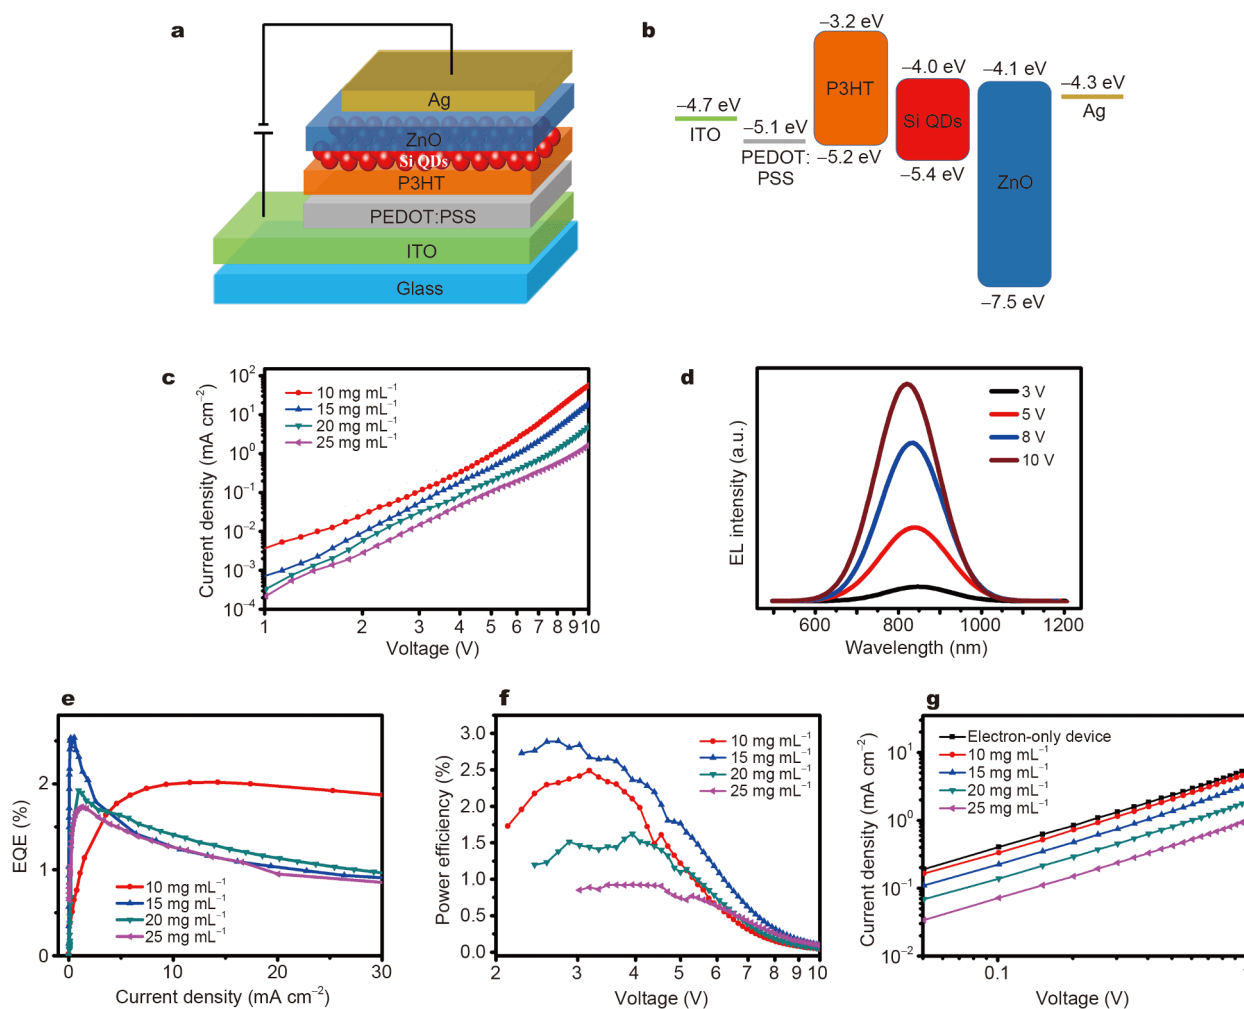 a
Ag
ZnO
Si QDs
P3HT
PEDOT:PSS
ITO
Glass
b
−3.2 eV
P3HT
−5.2 eV
−4.0 eV
Si QDs
−5.4 eV
−4.1 eV
ZnO
−7.5 eV
−4.3 eV
Ag
−4.7 eV
ITO
−5.1 eV
PEDOT:
PSS
c
Current density (mA cm⁻²)
10²
10¹
10⁰
10⁻¹
10⁻²
10⁻³
10⁻⁴
10 mg mL⁻¹
15 mg mL⁻¹
20 mg mL⁻¹
25 mg mL⁻¹
1 2 3 4 5 6 7 8 9 10
Voltage (V)
d
EL intensity (a.u.)
3 V
5 V
8 V
10 V
600 800 1000 1200
Wavelength (nm)
e
EQE (%)
2
1
0
10 mg mL⁻¹
15 mg mL⁻¹
20 mg mL⁻¹
25 mg mL⁻¹
0 10 20 30
Current density (mA cm⁻²)
f
Power efficiency (%)
3.0
2.5
2.0
1.5
1.0
0.5
0.0
10 mg mL⁻¹
15 mg mL⁻¹
20 mg mL⁻¹
25 mg mL⁻¹
2 3 4 5 6 7 8 9 10
Voltage (V)
g
Current density (mA cm⁻²)
10¹
10⁰
10⁻¹
10⁻²
Electron-only device
10 mg mL⁻¹
15 mg mL⁻¹
20 mg mL⁻¹
25 mg mL⁻¹
0.1
Voltage (V)